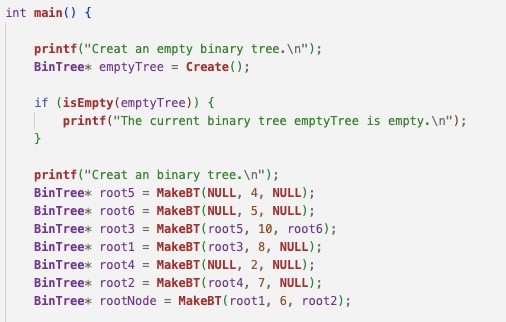 int main() {
printf("Creat an empty binary tree.\n");
BinTree* emptyTree = Create();
if (isEmpty(emptyTree)) {
printf("The current binary tree emptyTree is empty.\n");
}
printf("Creat an binary tree.\n");
BinTree* root5 = MakeBT(NULL, 4, NULL);
BinTree* root6 = MakeBT(NULL, 5, NULL);
BinTree* root3 = MakeBT(root5, 10, root6);
BinTree* root1 = MakeBT(root3, 8, NULL);
BinTree* root4 = MakeBT(NULL, 2, NULL);
BinTree* root2 = MakeBT(root4, 7, NULL);
BinTree* rootNode = MakeBT(root1, 6, root2);